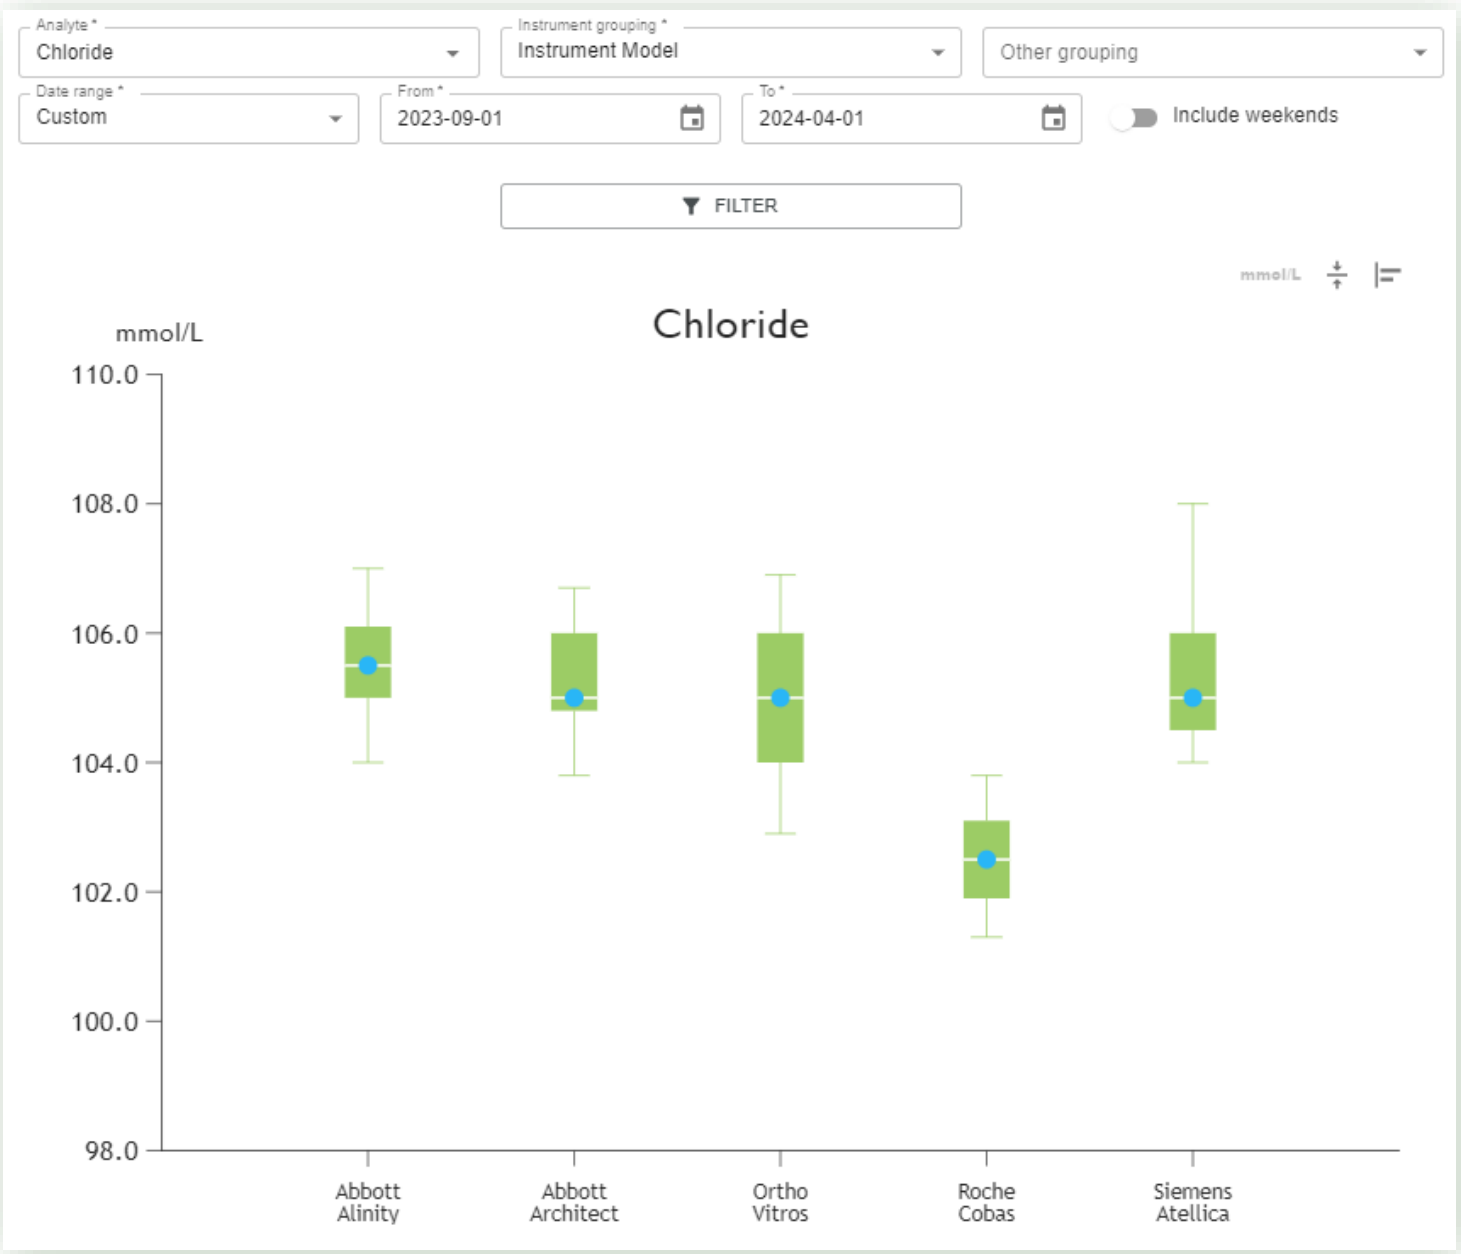 Analyte *
Chloride
Instrument grouping *
Instrument Model
Other grouping
Date range *
Custom
From *
2023-09-01
To *
2024-04-01
Include weekends
FILTER
mmol/L
Chloride
mmol/L
110.0
108.0
106.0
104.0
102.0
100.0
98.0
Abbott
Alinity
Abbott
Architect
Ortho
Vitros
Roche
Cobas
Siemens
Atellica